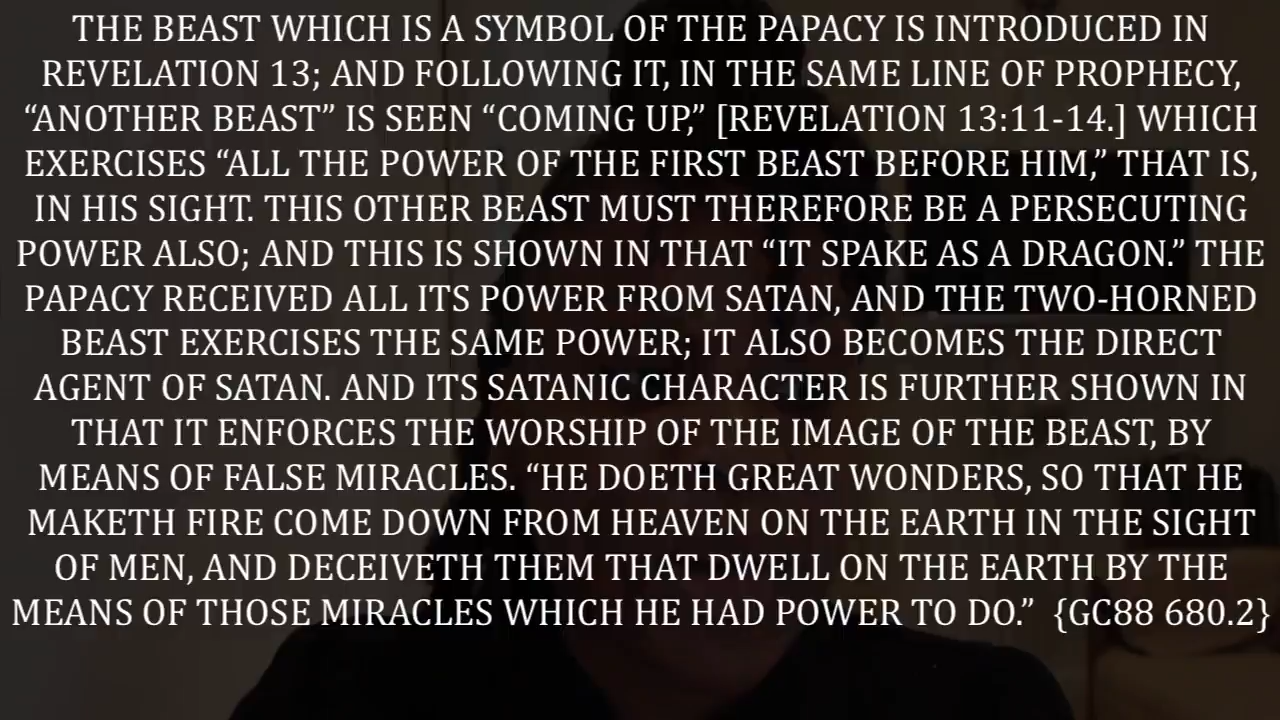 THE BEAST WHICH IS A SYMBOL OF THE PAPACY IS INTRODUCED IN
REVELATION 13; AND FOLLOWING IT, IN THE SAME LINE OF PROPHECY,
“ANOTHER BEAST” IS SEEN “COMING UP,” [REVELATION 13:11-14.] WHICH
EXERCISES “ALL THE POWER OF THE FIRST BEAST BEFORE HIM,” THAT IS,
IN HIS SIGHT. THIS OTHER BEAST MUST THEREFORE BE A PERSECUTING
POWER ALSO; AND THIS IS SHOWN IN THAT “IT SPAKE AS A DRAGON.” THE
PAPACY RECEIVED ALL ITS POWER FROM SATAN, AND THE TWO-HORNED
BEAST EXERCISES THE SAME POWER; IT ALSO BECOMES THE DIRECT
AGENT OF SATAN. AND ITS SATANIC CHARACTER IS FURTHER SHOWN IN
THAT IT ENFORCES THE WORSHIP OF THE IMAGE OF THE BEAST, BY
MEANS OF FALSE MIRACLES. “HE DOETH GREAT WONDERS, SO THAT HE
MAKETH FIRE COME DOWN FROM HEAVEN ON THE EARTH IN THE SIGHT
OF MEN, AND DECEIVETH THEM THAT DWELL ON THE EARTH BY THE
MEANS OF THOSE MIRACLES WHICH HE HAD POWER TO DO.” {GC88 680.2}